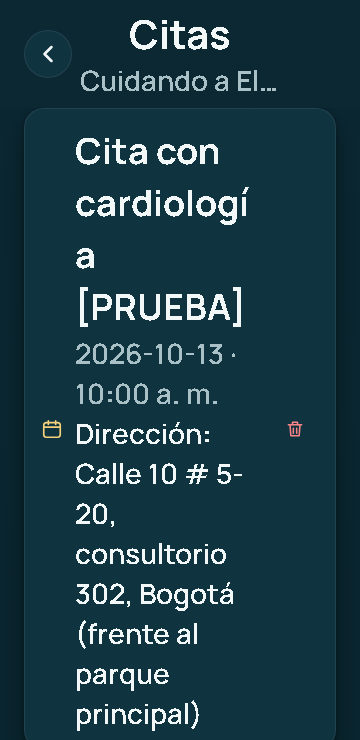 Citas
Cuidando a El...
Cita con
cardiologí
a
[PRUEBA]
2026-10-13 ·
10:00 a. m.
Dirección:
Calle 10 # 5-
20,
consultorio
302, Bogotá
(frente al
parque
principal)